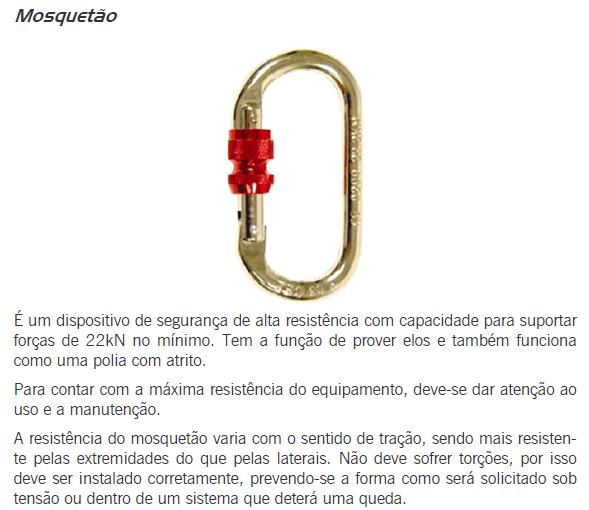 Mosquetão
É um dispositivo de segurança de alta resistência com capacidade para suportar
forças de 22kN no mínimo. Tem a função de prover elos e também funciona
como uma polia com atrito.
Para contar com a máxima resistência do equipamento, deve-se dar atenção ao
uso e a manutenção.
A resistência do mosquetão varia com o sentido de tração, sendo mais resisten-
te pelas extremidades do que pelas laterais. Não deve sofrer torções, por isso
deve ser instalado corretamente, prevendo-se a forma como será solicitado sob
tensão ou dentro de um sistema que deterá uma queda.